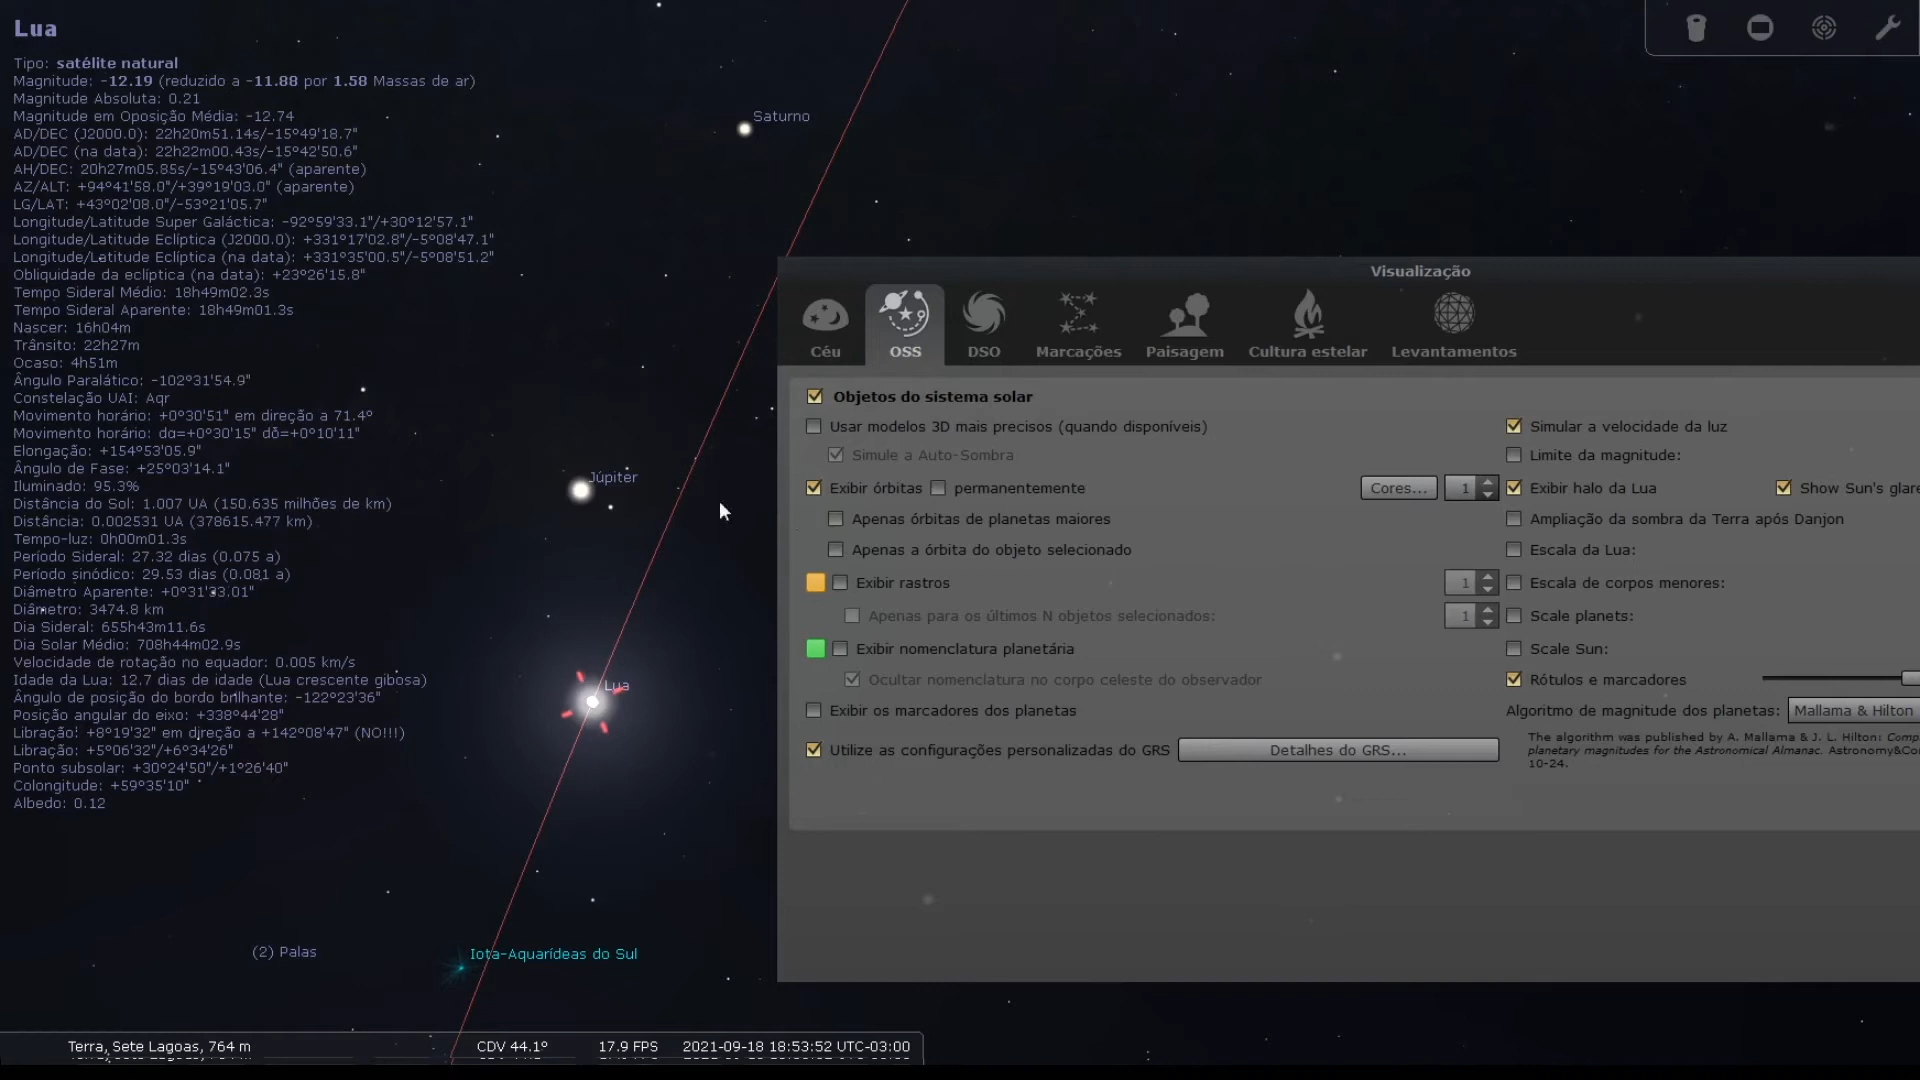 Lua
Tipo: satélite natural
Magnitude: -12.19 (reduzido a -11.88 por 1.58 Massas de ar)
Magnitude Absoluta: 0.21
Magnitude em Oposição Média: -12.74
AD/DEC (J2000.0): 22h20m51.14s/-15°49'18.7"
AD/DEC (na data): 22h22m00.43s/-15°42'50.6"
AH/DEC: 20h27m05.85s/-15°43'06.4" (aparente)
AZ/ALT: +94°41'58.0"/+39°19'03.0" (aparente)
LG/LAT: +43°02'08.0"/-53°21'05.7"
Longitude/Latitude Super Galáctica: -92°59'33.1"/+30°12'57.1"
Longitude/Latitude Eclíptica (J2000.0): +331°17'02.8"/-5°08'47.1"
Longitude/Latitude Eclíptica (na data): +331°35'00.5"/-5°08'51.2"
Obliquidade da eclíptica (na data): +23°26'15.8"
Tempo Sideral Médio: 18h49m02.3s
Tempo Sideral Aparente: 18h49m01.3s
Nascer: 16h04m
Trânsito: 22h27m
Ocaso: 4h51m
Ângulo Paralático: -102°31'54.9"
Constelação UAI: Aqr
Movimento horário: +0°30'51" em direção a 71.4°
Movimento horário: dα=+0°30'15" dδ=+0°10'11"
Elongação: +154°53'05.9"
Ângulo de Fase: +25°03'14.1"
Iluminado: 95.3%
Distância do Sol: 1.007 UA (150.635 milhões de km)
Distância: 0.002531 UA (378615.477 km)
Tempo-luz: 0h00m01.3s
Período Sideral: 27.32 dias (0.075 a)
Período sinódico: 29.53 dias (0.081 a)
Diâmetro Aparente: +0°31'33.01"
Diâmetro: 3474.8 km
Dia Sideral: 655h43m11.6s
Dia Solar Médio: 708h44m02.9s
Velocidade de rotação no equador: 0.005 km/s
Idade da Lua: 12.7 dias de idade (Lua crescente gibosa)
Ângulo de posição do bordo brilhante: -122°23'36"
Posição angular do eixo: +338°44'28"
Libração: +8°19'32" em direção a +142°08'47" (NO!!!)
Libração: +5°06'32"/+6°34'26"
Ponto subsolar: +30°24'50"/+1°26'40"
Colongitude: +59°35'10"
Albedo: 0.12
Saturno
Júpiter
Lua
(2) Palas
Iota-Aquarídeas do Sul
Visualização
Céu
OSS
DSO
Marcações
Paisagem
Cultura estelar
Levantamentos
Objetos do sistema solar
Usar modelos 3D mais precisos (quando disponíveis)
Simule a Auto-Sombra
Exibir órbitas
permanentemente
Cores...
1
Apenas órbitas de planetas maiores
Apenas a órbita do objeto selecionado
Exibir rastros
1
Apenas para os últimos N objetos selecionados:
1
Exibir nomenclatura planetária
Ocultar nomenclatura no corpo celeste do observador
Exibir os marcadores dos planetas
Utilize as configurações personalizadas do GRS
Detalhes do GRS...
Simular a velocidade da luz
Limite da magnitude:
Exibir halo da Lua
Show Sun's glare
Ampliação da sombra da Terra após Danjon
Escala da Lua:
Escala de corpos menores:
Scale planets:
Scale Sun:
Rótulos e marcadores
Algoritmo de magnitude dos planetas:
Mallama & Hilton
The algorithm was published by A. Mallama & J. L. Hilton:
planetary magnitudes for the Astronomical Almanac.
10-24.
Terra, Sete Lagoas, 764 m
CDV 44.1°
17.9 FPS
2021-09-18 18:53:52 UTC-03:00